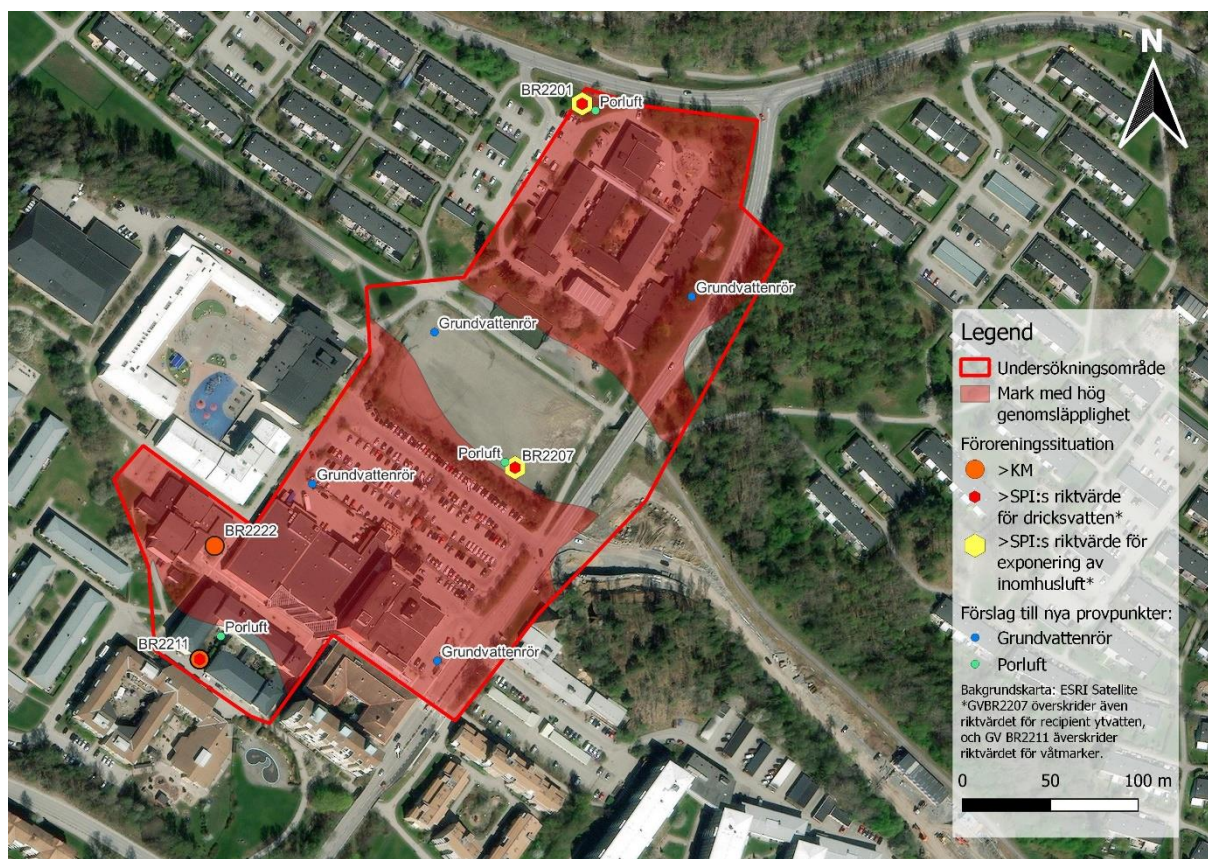 N
BR2201
Porluft
Grundvattenrör
Grundvattenrör
Porluft
BR2207
Grundvattenrör
BR2222
Porluft
BR2211
Grundvattenrör
Legend
Undersökningsområde
Mark med hög
genomsläpplighet
Föroreningssituation
>KM
>SPI:s riktvärde
för dricksvatten*
>SPI:s riktvärde för
exponering av
inomhusluft*
Förslag till nya provpunkter:
Grundvattenrör
Porluft
Bakgrundskarta: ESRI Satellite
*GVBR2207 överskrider även
riktvärdet för recipient ytvatten,
och GV BR2211 äverskrider
riktvärdet för våtmarker.
0 50 100 m